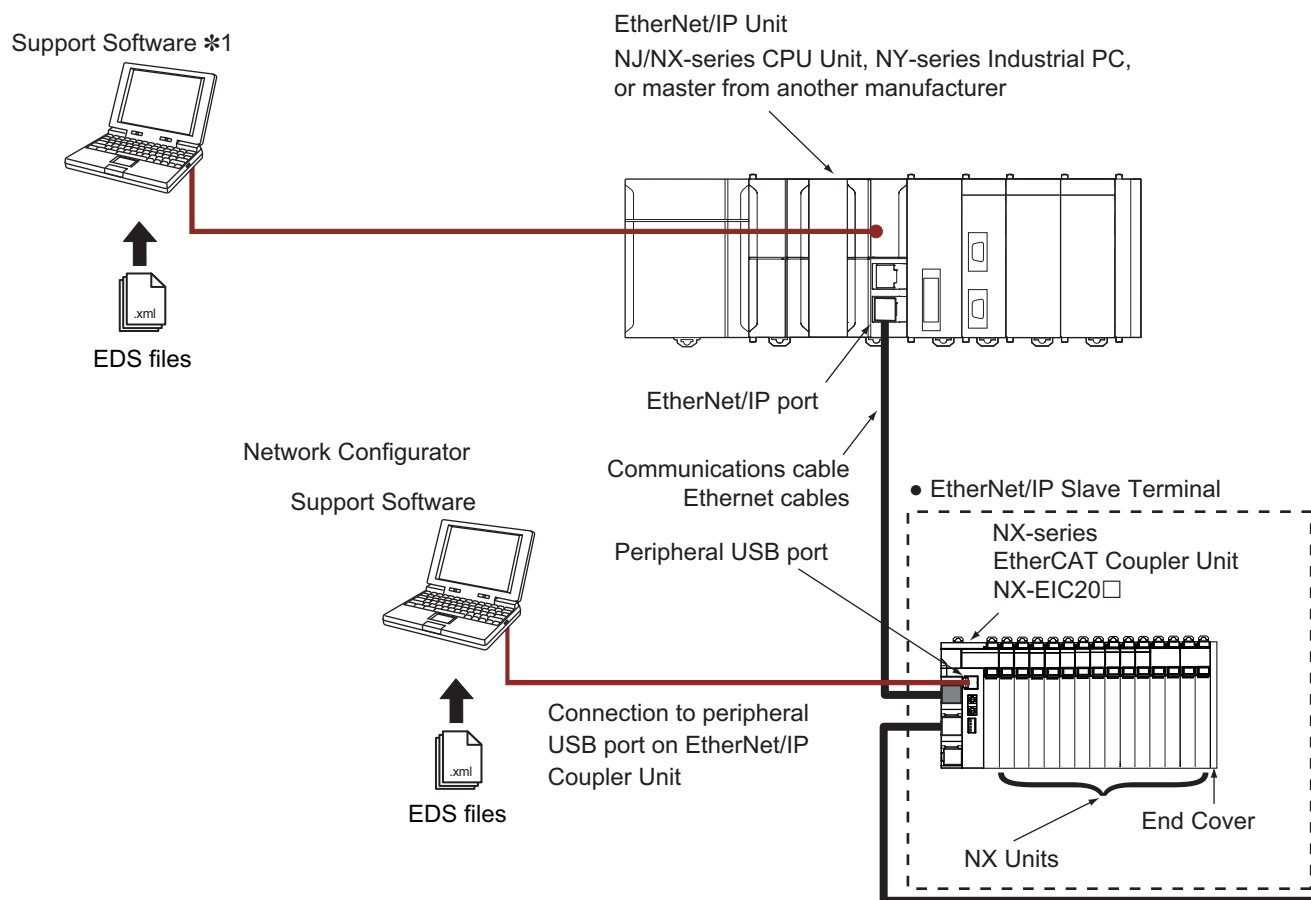 EtherNet/IP Unit
Support Software ✻1
NJ/NX-series CPU Unit, NY-series Industrial PC,
or master from another manufacturer
.xml
EDS files
EtherNet/IP port
Network Configurator
Communications cable
Ethernet cables
● EtherNet/IP Slave Terminal
Support Software
NX-series
EtherCAT Coupler Unit
NX-EIC20□
Peripheral USB port
Connection to peripheral
USB port on EtherNet/IP
Coupler Unit
.xml
EDS files
End Cover
NX Units